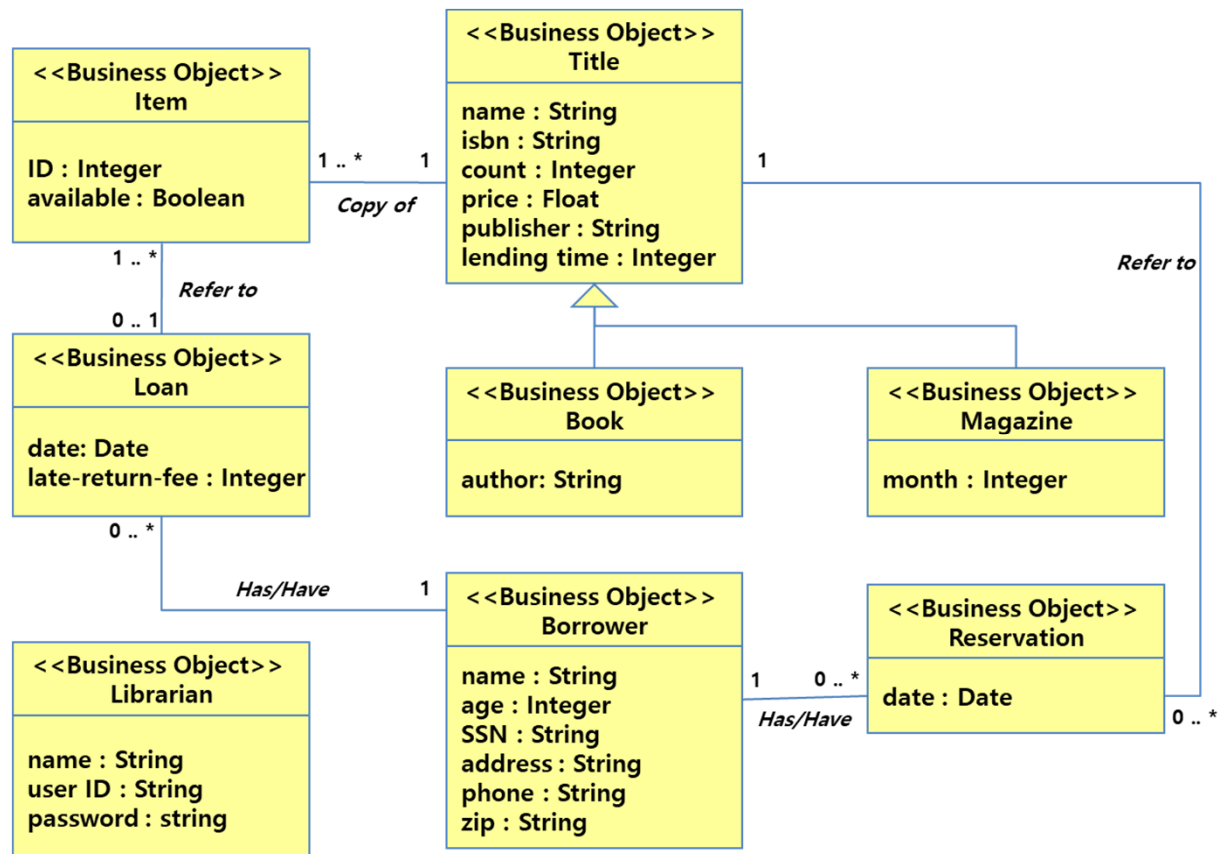 <<Business Object>>
Item
ID : Integer
available : Boolean
1 .. *
1
Copy of
<<Business Object>>
Title
name : String
isbn : String
count : Integer
price : Float
publisher : String
lending time : Integer
1
Refer to
1 .. *
Refer to
0 .. 1
<<Business Object>>
Loan
date: Date
late-return-fee : Integer
0 .. *
Has/Have
1
<<Business Object>>
Book
author: String
<<Business Object>>
Magazine
month : Integer
<<Business Object>>
Librarian
name : String
user ID : String
password : string
<<Business Object>>
Borrower
name : String
age : Integer
SSN : String
address : String
phone : String
zip : String
1
0 .. *
Has/Have
<<Business Object>>
Reservation
date : Date
0 .. *